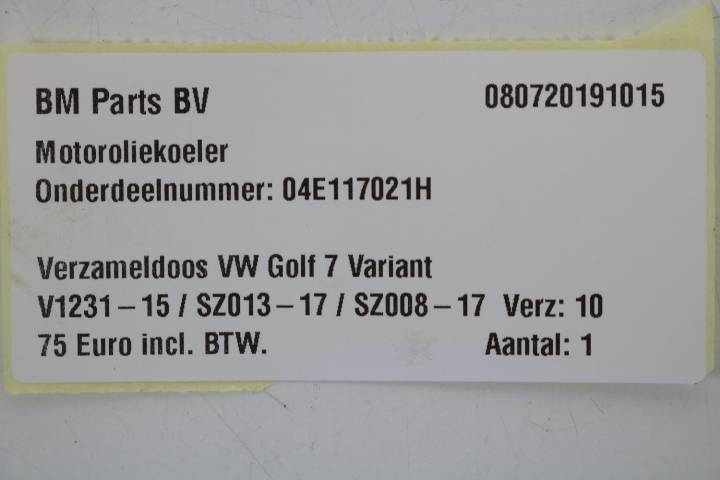 BM Parts BV 080720191015
Motoroliekoeler
Onderdeelnummer: 04E117021H
Verzameldoos VW Golf 7 Variant
V1231 – 15 / SZ013 – 17 / SZ008 – 17 Verz: 10
75 Euro incl. BTW. Aantal: 1